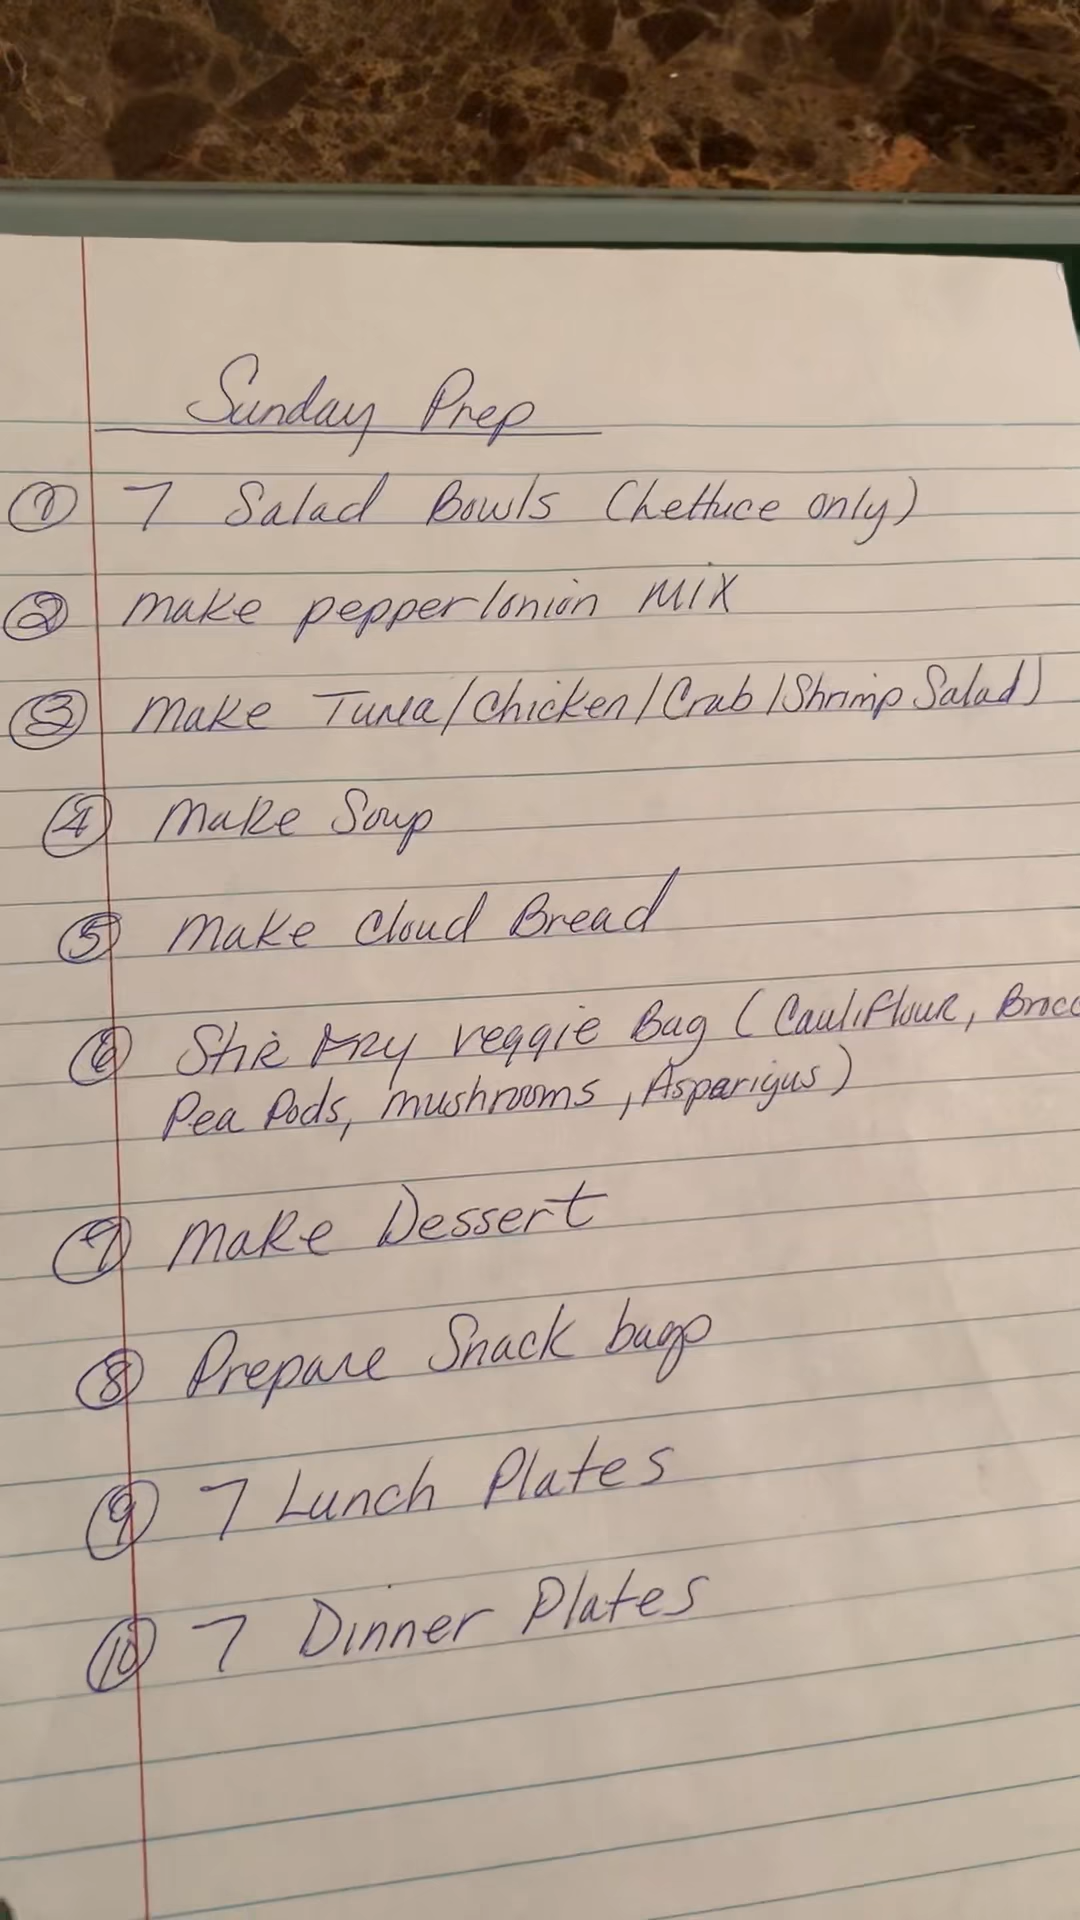 Sunday Prep
① 7 Salad Bowls (Lettuce only)
② Make pepper/onion Mix
③ Make Tuna/Chicken/Crab/Shrimp Salad)
④ Make Soup
⑤ Make Cloud Bread
⑥ Stir Fry Veggie Bag (Cauliflour, Brocc
Pea Pods, mushrooms, Asparigus)
⑦ Make Dessert
⑧ Prepare Snack bags
⑨ 7 Lunch Plates
⑩ 7 Dinner Plates